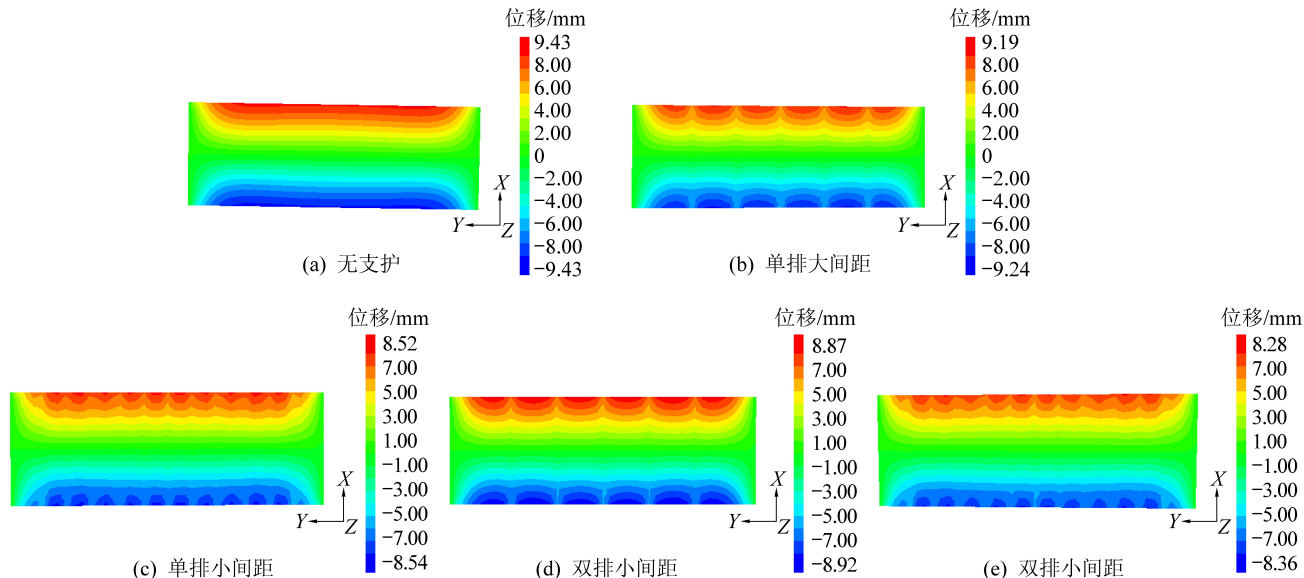 位移/mm
9.43
8.00
6.00
4.00
2.00
0
−2.00
−4.00
−6.00
−8.00
−9.43
X
Y
Z
(a) 无支护
位移/mm
9.19
8.00
6.00
4.00
2.00
0
−2.00
−4.00
−6.00
−8.00
−9.24
X
Y
Z
(b) 单排大间距
位移/mm
8.52
7.00
5.00
3.00
1.00
−1.00
−3.00
−5.00
−7.00
−8.54
X
Y
Z
(c) 单排小间距
位移/mm
8.87
7.00
5.00
3.00
1.00
−1.00
−3.00
−5.00
−7.00
−8.92
X
Y
Z
(d) 双排小间距
位移/mm
8.28
7.00
5.00
3.00
1.00
−1.00
−3.00
−5.00
−7.00
−8.36
X
Y
Z
(e) 双排小间距